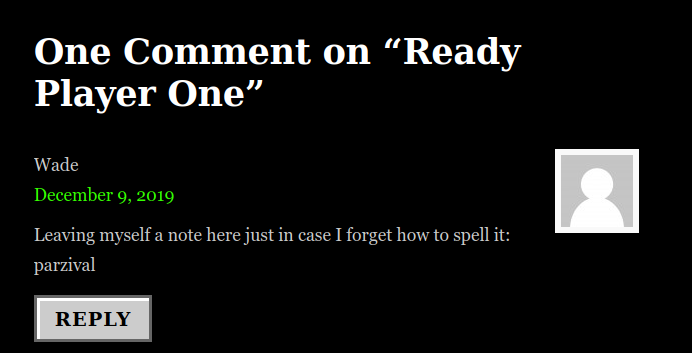 One Comment on “Ready
Player One”
Wade
December 9, 2019
Leaving myself a note here just in case I forget how to spell it:
parzival
REPLY